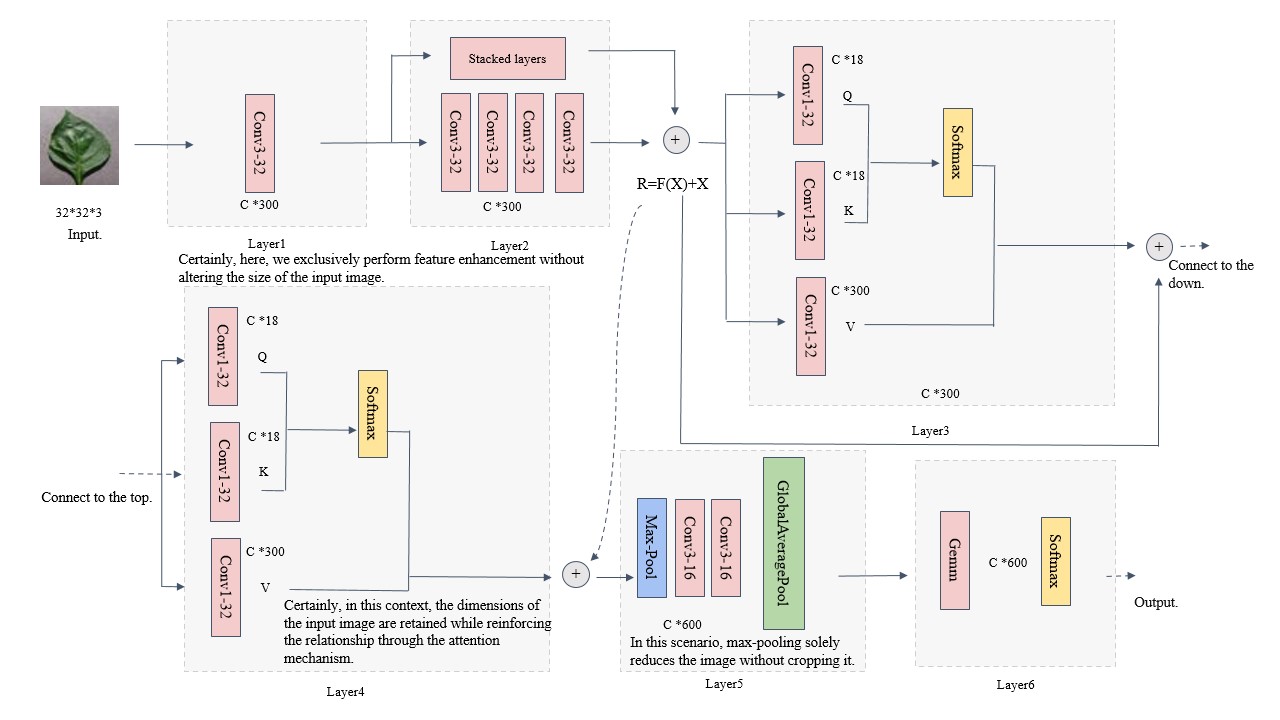 32*32*3
Input.
Conv3-32
C *300
Layer1
Stacked layers
Conv3-32
Conv3-32
Conv3-32
Conv3-32
C *300
Layer2
Certainly, here, we exclusively perform feature enhancement without
altering the size of the input image.
+
R=F(X)+X
Conv1-32
C *18
Q
Conv1-32
C *18
K
Conv1-32
C *300
V
Softmax
C *300
Layer3
+
Connect to the
down.
Connect to the top.
Conv1-32
C *18
Q
Conv1-32
C *18
K
Conv1-32
C *300
V
Softmax
Certainly, in this context, the dimensions of
the input image are retained while reinforcing
the relationship through the attention
mechanism.
Layer4
+
Max-Pool
Conv3-16
Conv3-16
GlobalAveragePool
C *600
In this scenario, max-pooling solely
reduces the image without cropping it.
Layer5
Gemm
C *600
Softmax
Layer6
Output.